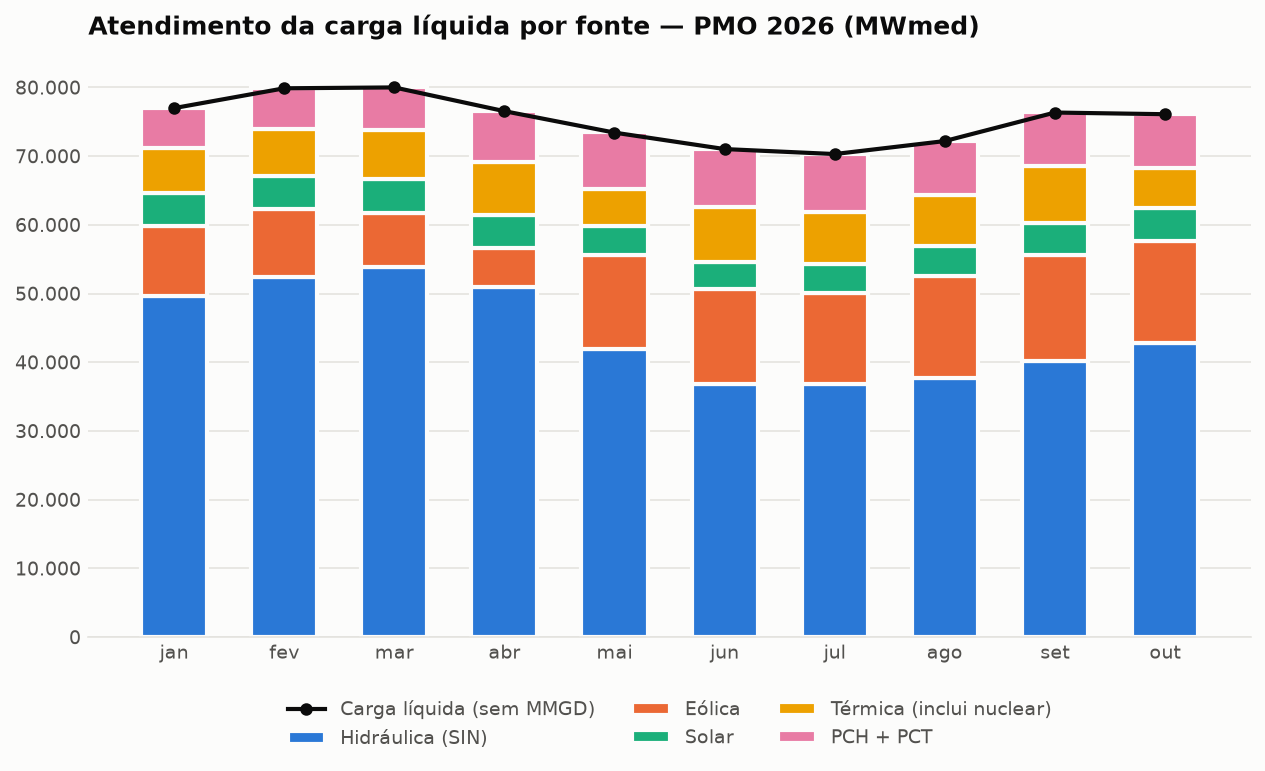 Atendimento da carga líquida por fonte — PMO 2026 (MWmed)
80.000
70.000
60.000
50.000
40.000
30.000
20.000
10.000
0
jan fev mar abr mai jun jul ago set out
Carga líquida (sem MMGD) Eólica Térmica (inclui nuclear)
Hidráulica (SIN) Solar PCH + PCT